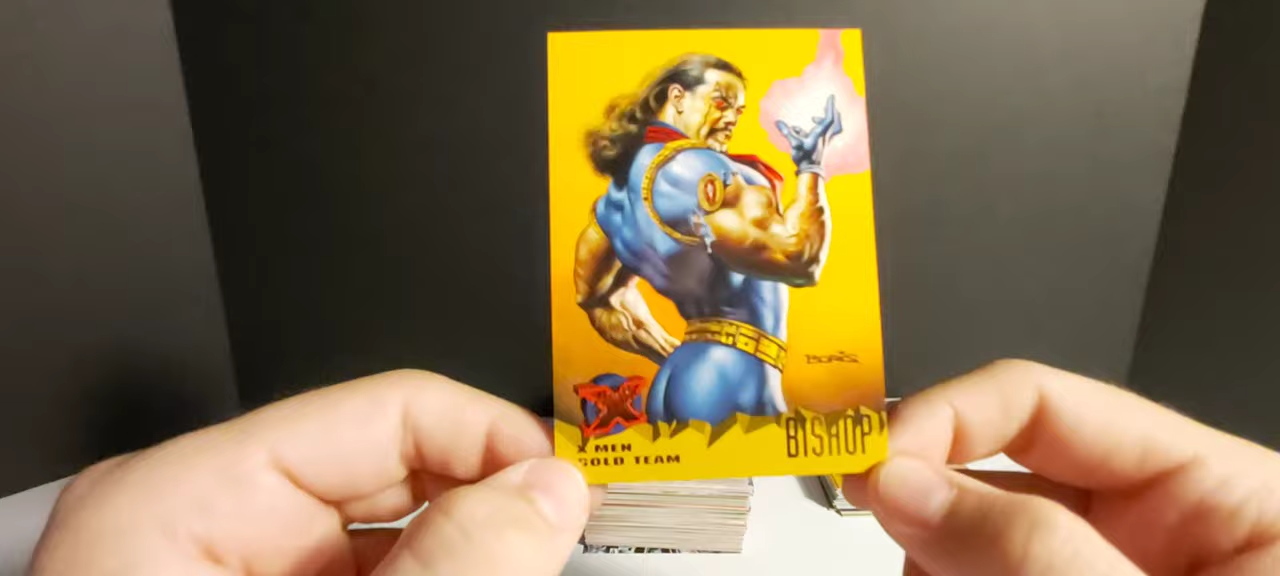 BORIS
X MEN
GOLD TEAM
BISHOP